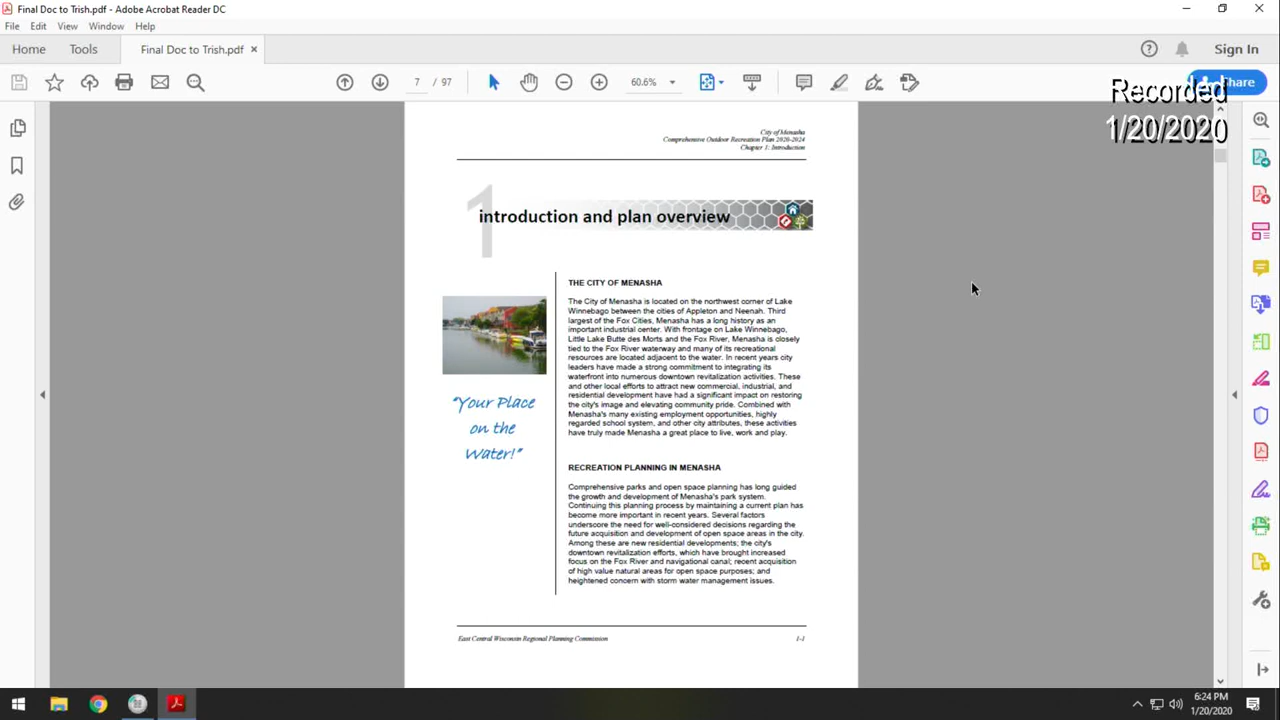 Final Doc to Trish.pdf - Adobe Acrobat Reader DC
File Edit View Window Help
Home Tools Final Doc to Trish.pdf × Sign In
7 / 97 60.6% Share
Recorded
1/20/2020
City of Menasha
Comprehensive Outdoor Recreation Plan 2020-2024
Chapter 1: Introduction
1
introduction and plan overview
THE CITY OF MENASHA
The City of Menasha is located on the northwest corner of Lake
Winnebago between the cities of Appleton and Neenah. Third
largest of the Fox Cities, Menasha has a long history as an
important industrial center. With frontage on Lake Winnebago,
Little Lake Butte des Morts and the Fox River, Menasha is closely
tied to the Fox River waterway and many of its recreational
resources are located adjacent to the water. In recent years city
leaders have made a strong commitment to integrating its
waterfront into numerous downtown revitalization activities. These
and other local efforts to attract new commercial, industrial, and
residential development have had a significant impact on restoring
the city's image and elevating community pride. Combined with
Menasha's many existing employment opportunities, highly
regarded school system, and other city attributes, these activities
have truly made Menasha a great place to live, work and play.
"Your Place
on the
Water!"
RECREATION PLANNING IN MENASHA
Comprehensive parks and open space planning has long guided
the growth and development of Menasha's park system.
Continuing this planning process by maintaining a current plan has
become more important in recent years. Several factors
underscore the need for well-considered decisions regarding the
future acquisition and development of open space areas in the city.
Among these are new residential developments; the city's
downtown revitalization efforts, which have brought increased
focus on the Fox River and navigational canal; recent acquisition
of high value natural areas for open space purposes; and
heightened concern with storm water management issues.
East Central Wisconsin Regional Planning Commission 1-1
6:24 PM
1/20/2020